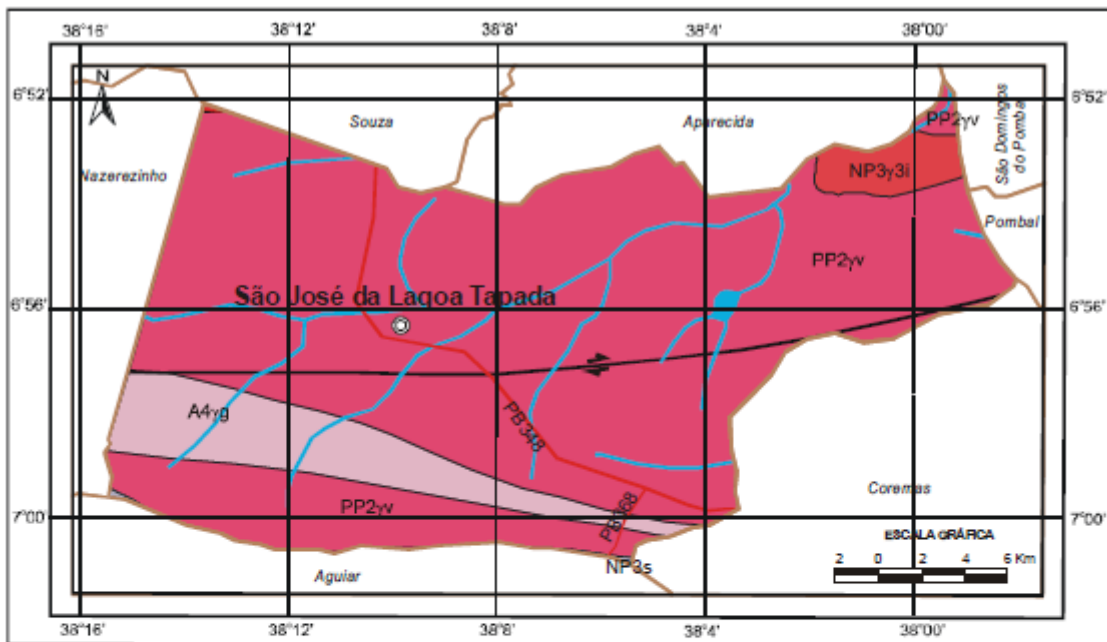 38°16' 38°12' 38°8' 38°4' 38°00'
6°52' 6°52'
N
Souza
Aparecida
São Domingos
do Pombal
PP2γv
Nazerezinho
NP3γ3i
Pombal
PP2γv
6°56' 6°56'
São José da Lagoa Tapada
A4γg
PB 348
Coremas
PP2γv
PB 368
7°00' 7°00'
ESCALA GRÁFICA
2 0 2 4 6 Km
NP3s
Aguiar
38°16' 38°12' 38°8' 38°4' 38°00'